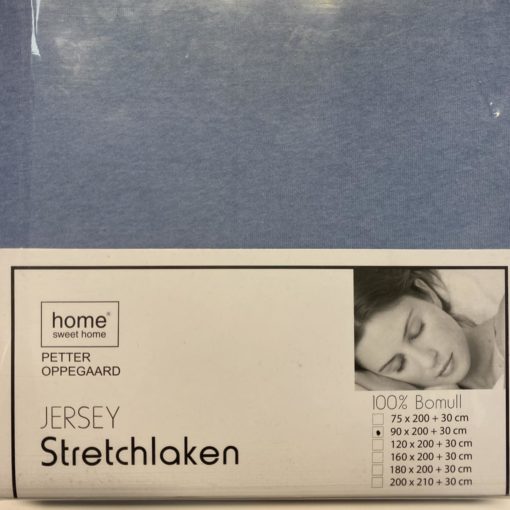 home®
sweet home
PETTER
OPPEGAARD
JERSEY
Stretchlaken
100% Bomull
75 x 200 + 30 cm
90 x 200 + 30 cm
120 x 200 + 30 cm
160 x 200 + 30 cm
180 x 200 + 30 cm
200 x 210 + 30 cm